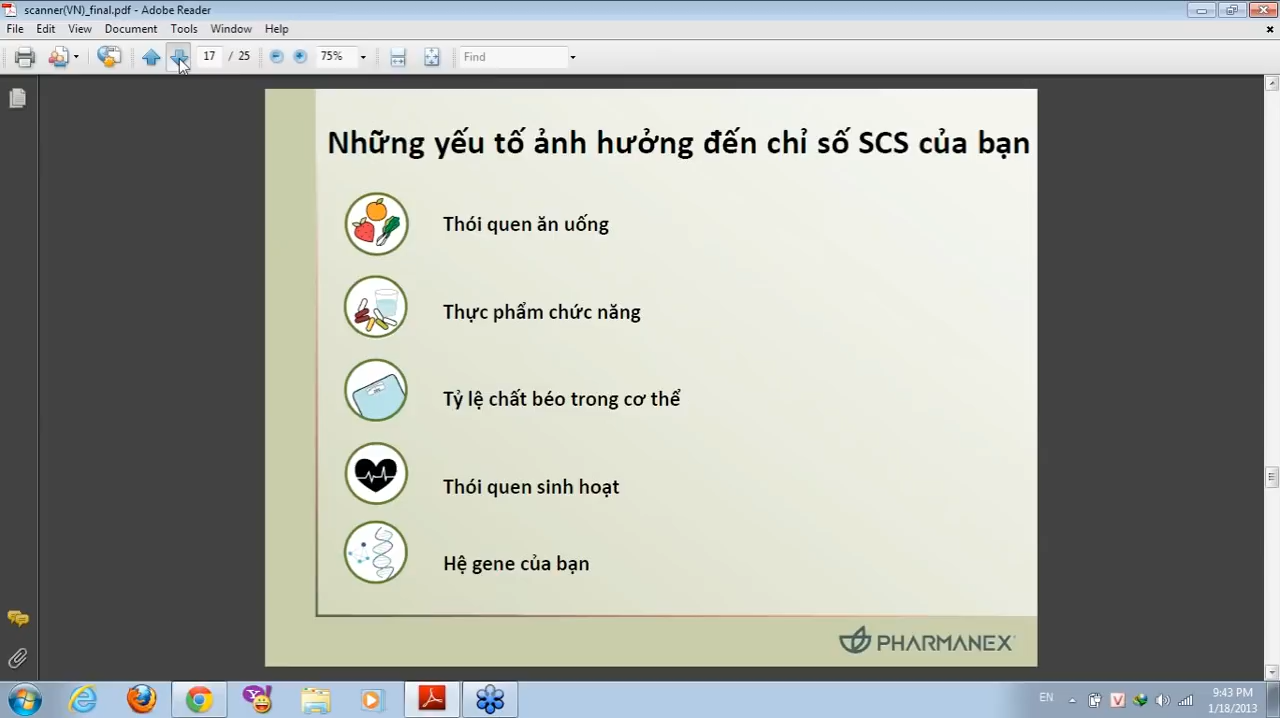 scanner(VN)_final.pdf - Adobe Reader
File Edit View Document Tools Window Help
17 / 25 75% Find
Những yếu tố ảnh hưởng đến chỉ số SCS của bạn
Thói quen ăn uống
Thực phẩm chức năng
Tỷ lệ chất béo trong cơ thể
Thói quen sinh hoạt
Hệ gene của bạn
PHARMANEX
EN
9:43 PM
1/18/2013